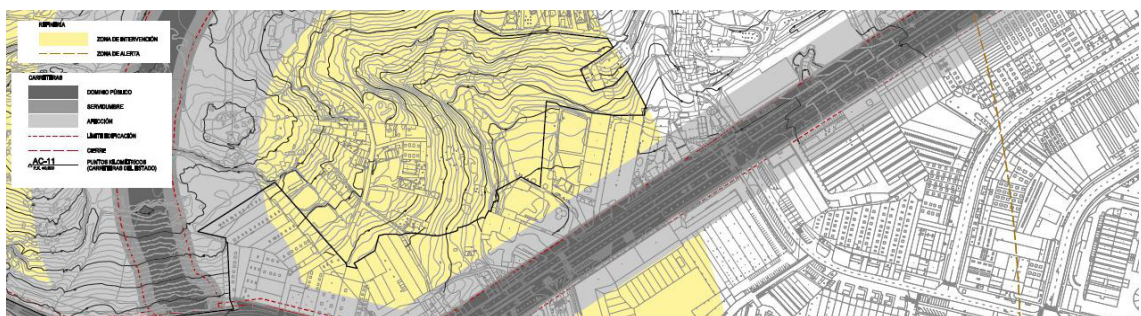 REFINERÍA
ZONA DE INTERVENCIÓN
ZONA DE ALERTA
CARRETERAS
DOMINIO PÚBLICO
SERVIDUMBRE
AFECCIÓN
LÍMITE EDIFICACIÓN
CIERRE
AC-11
PUNTOS KILOMÉTRICOS
(CARRETERAS DEL ESTADO)